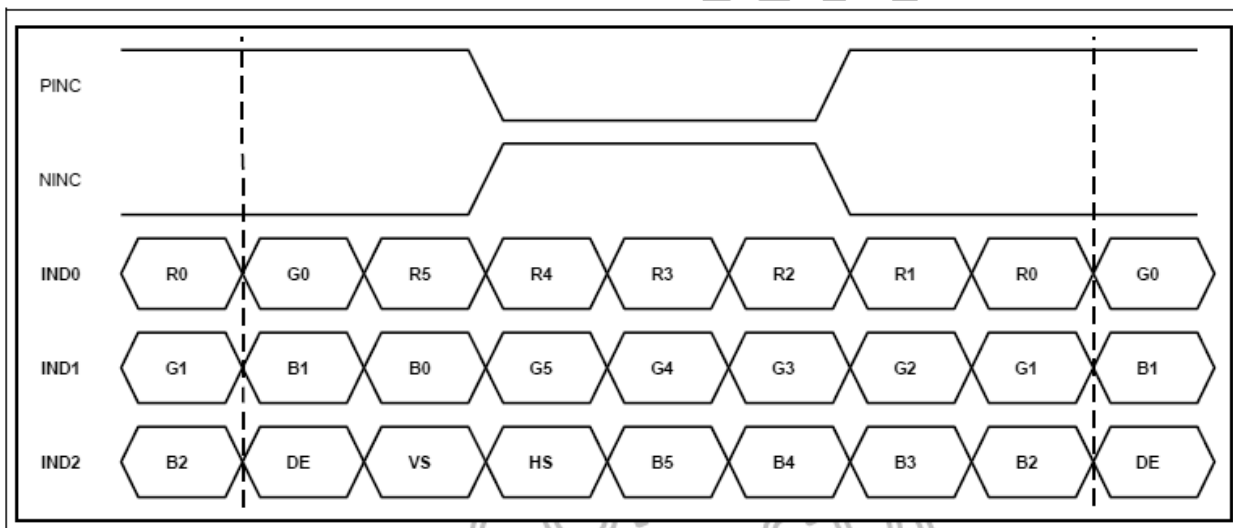 PINC
NINC
IND0 R0 G0 R5 R4 R3 R2 R1 R0 G0
IND1 G1 B1 B0 G5 G4 G3 G2 G1 B1
IND2 B2 DE VS HS B5 B4 B3 B2 DE